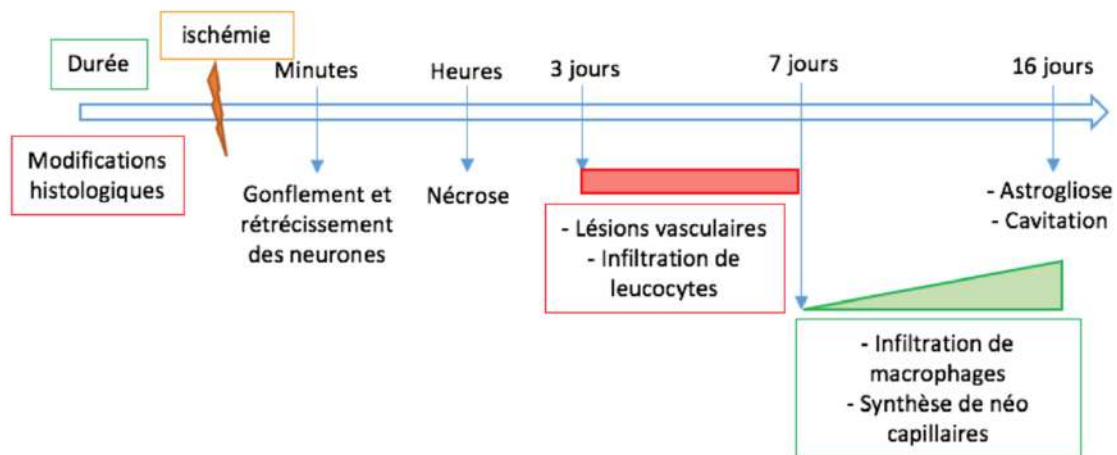 ischémie
Durée
Minutes
Heures
3 jours
7 jours
16 jours
Modifications
histologiques
Gonflement et
rétrécissement
des neurones
Nécrose
- Lésions vasculaires
- Infiltration de
leucocytes
- Astrogliose
- Cavitation
- Infiltration de
macrophages
- Synthèse de néo
capillaires